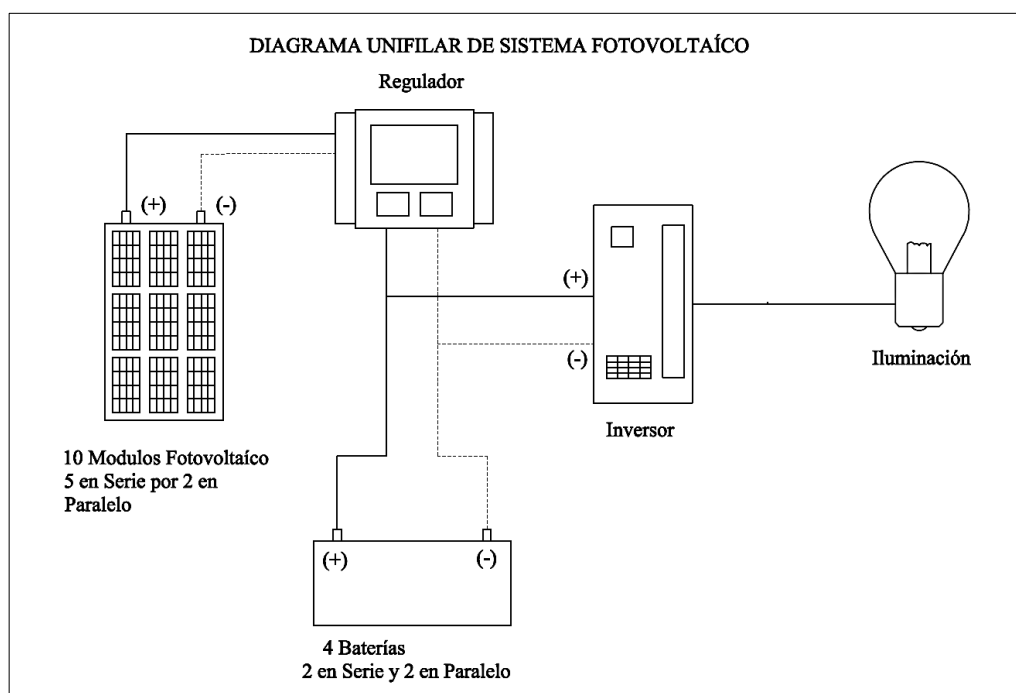 DIAGRAMA UNIFILAR DE SISTEMA FOTOVOLTAÍCO
Regulador
(+)
(-)
(+)
(-)
Inversor
Iluminación
10 Modulos Fotovoltaíco
5 en Serie por 2 en
Paralelo
(+)
(-)
4 Baterías
2 en Serie y 2 en Paralelo